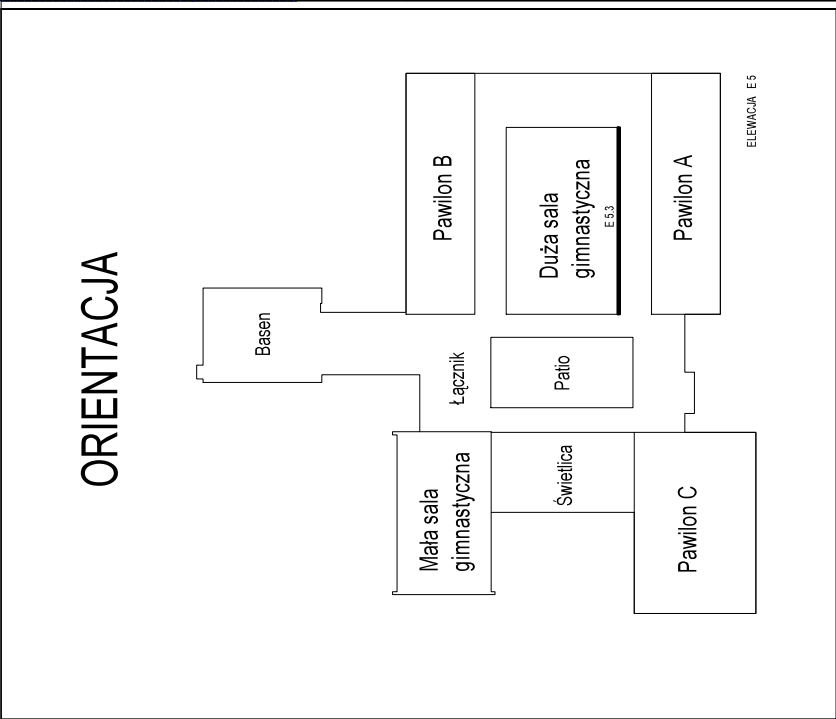 ORIENTACJA
Basen
Pawilon B
Łącznik
Mała sala
gimnastyczna
Duża sala
gimnastyczna
E 5.3
Patio
Świetlica
Pawilon A
Pawilon C
ELEWACJA E 5